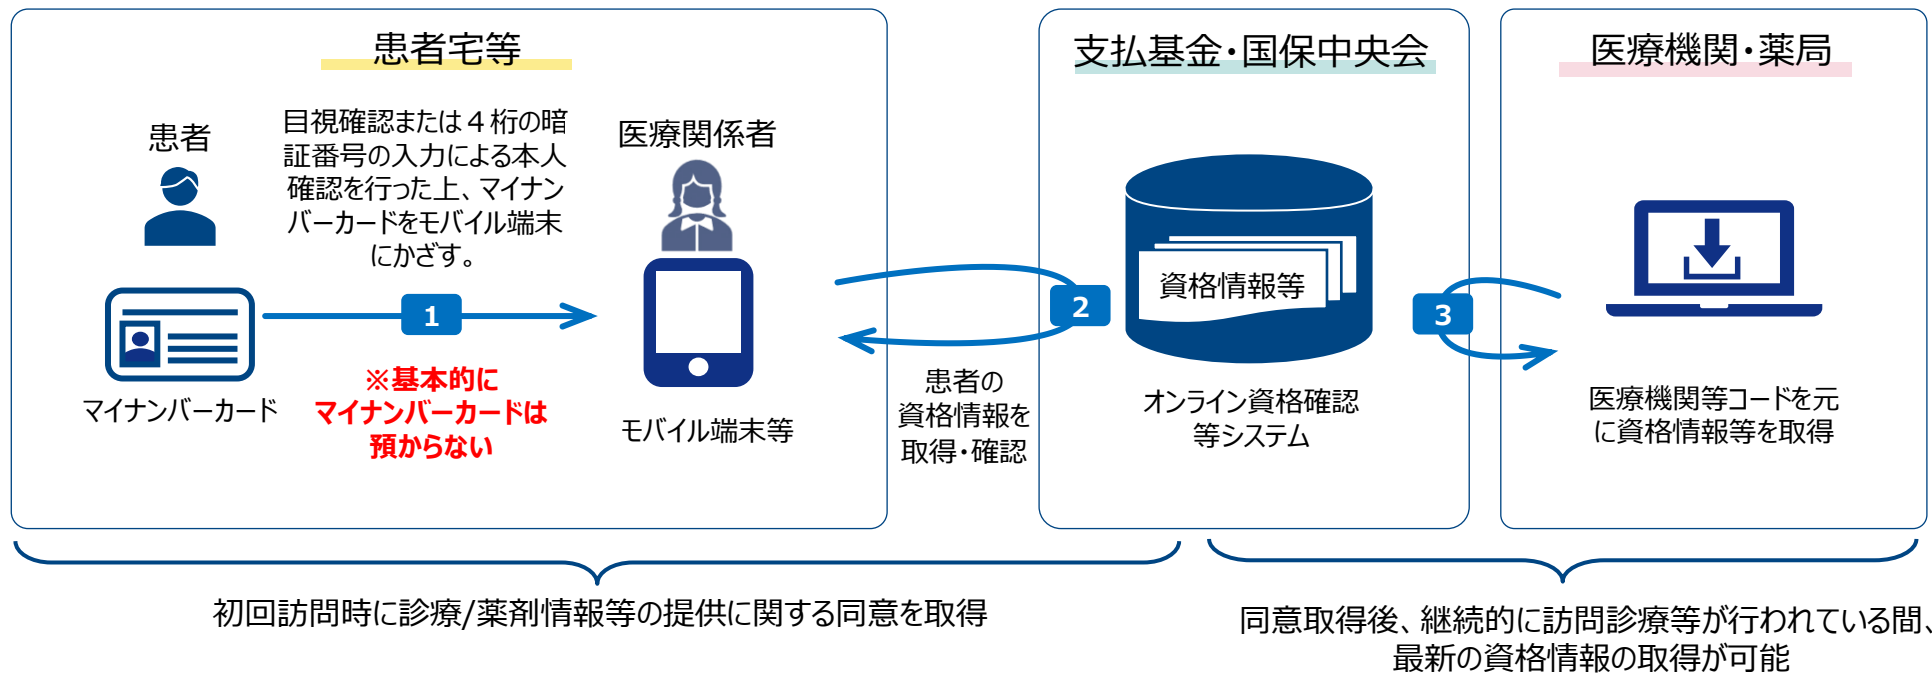 患者宅等
患者
目視確認または４桁の暗
証番号の入力による本人
確認を行った上、マイナン
バーカードをモバイル端末
にかざす。
医療関係者
1
マイナンバーカード
※基本的に
マイナンバーカードは
預からない
モバイル端末等
支払基金・国保中央会
2
患者の
資格情報を
取得・確認
資格情報等
オンライン資格確認
等システム
医療機関・薬局
3
医療機関等コードを元
に資格情報等を取得
初回訪問時に診療/薬剤情報等の提供に関する同意を取得
同意取得後、継続的に訪問診療等が行われている間、
最新の資格情報の取得が可能